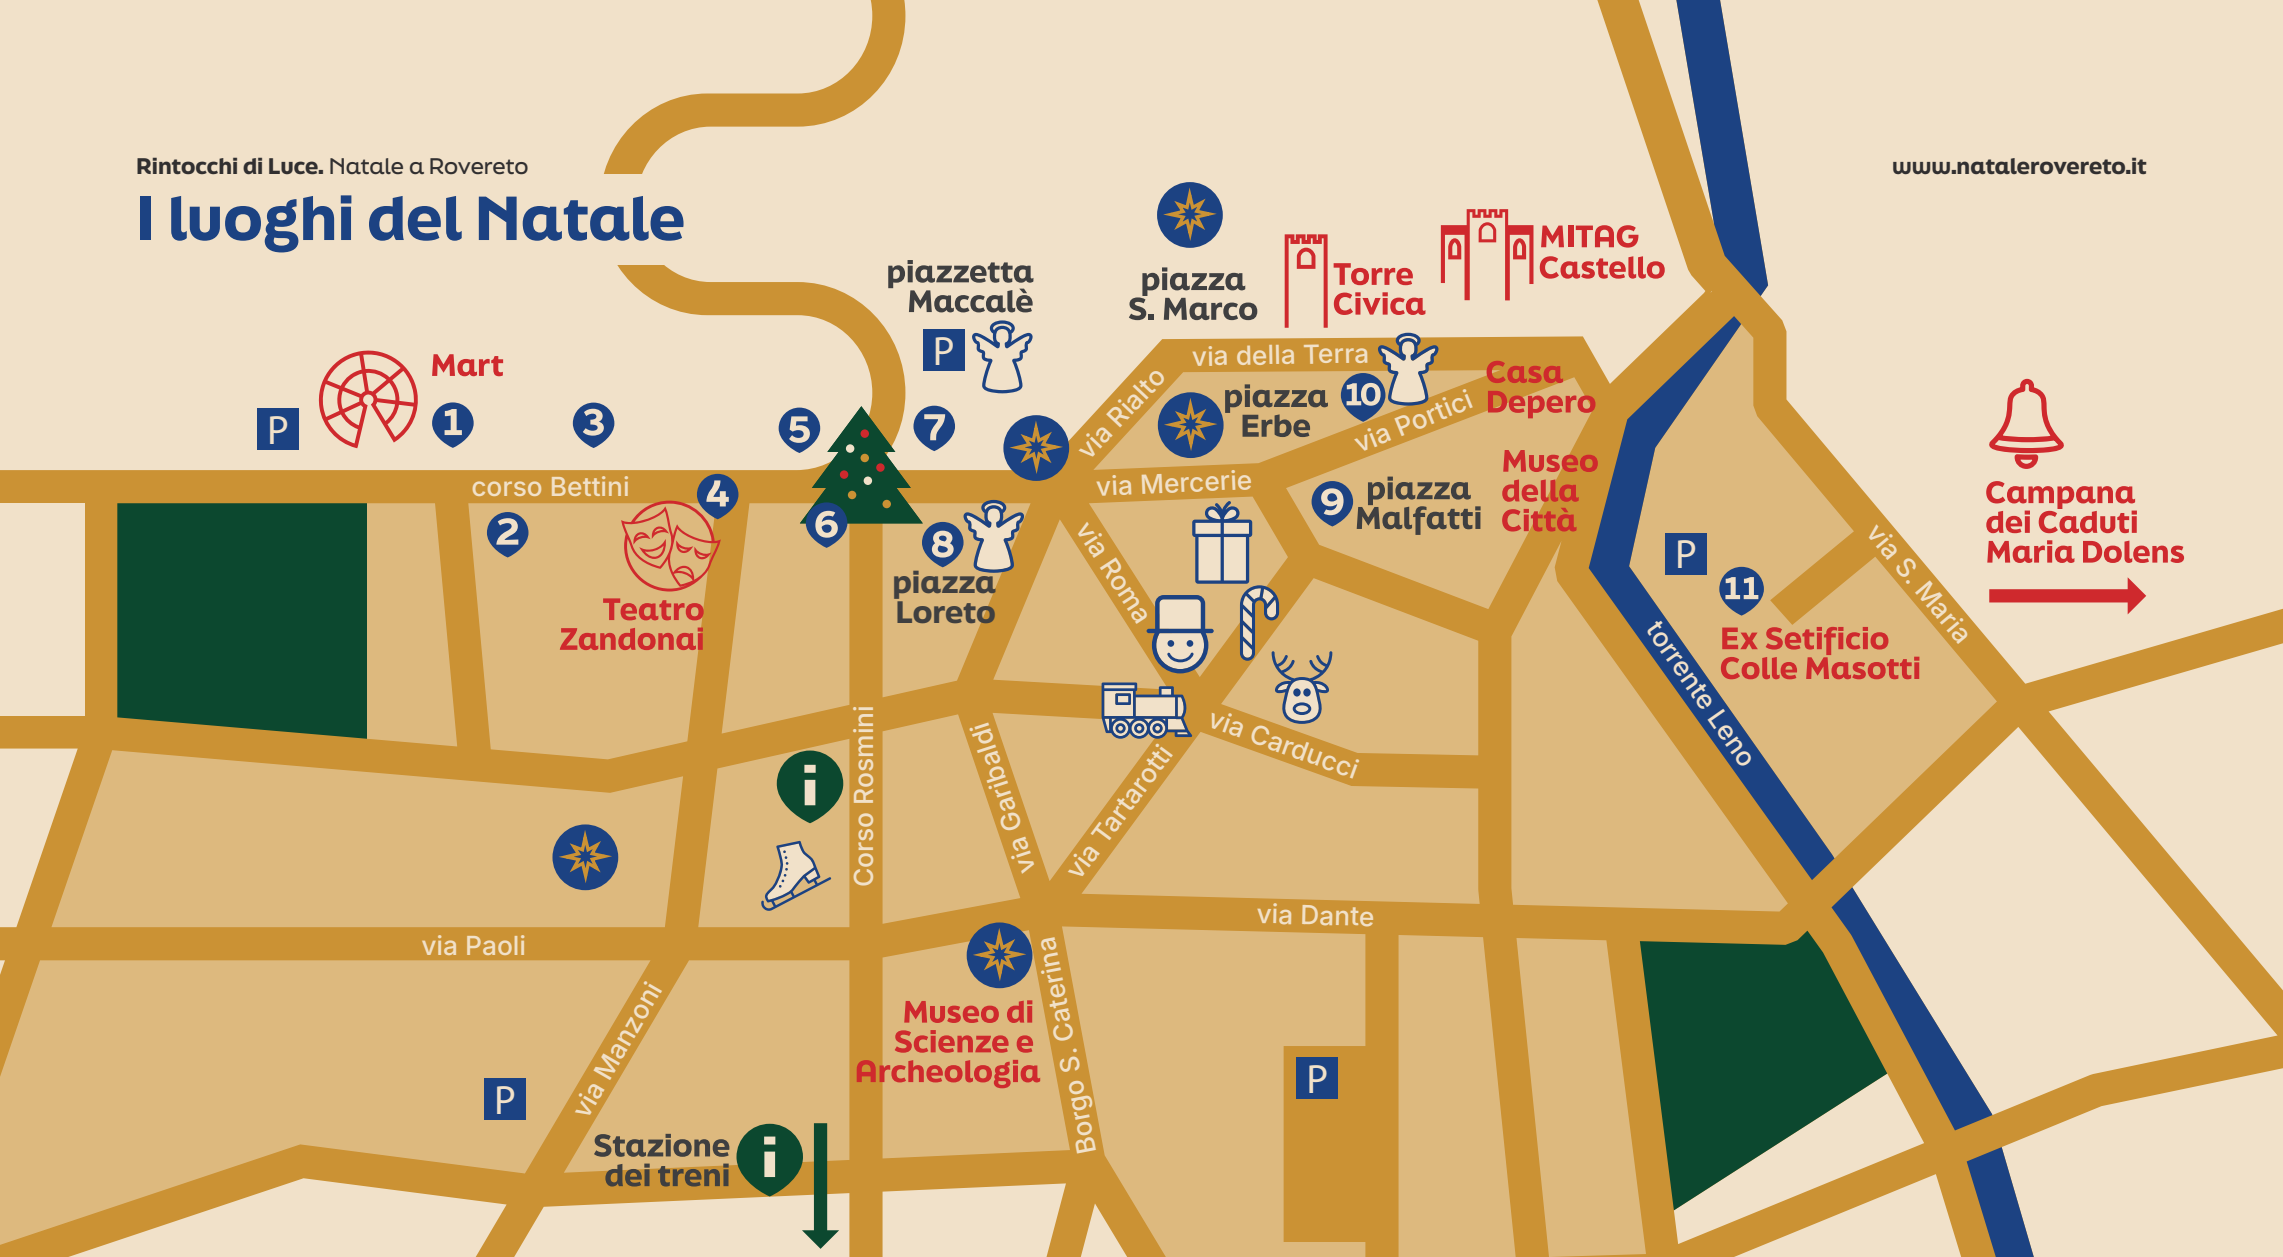 Rintocchi di Luce. Natale a Rovereto
I luoghi del Natale
www.natalerovereto.it
piazzetta
Maccalè
P
piazza
S. Marco
Torre
Civica
MITAG
Castello
Mart
P
1
3
5
7
via Rialto
via della Terra
piazza
Erbe
10
via Portici
Casa
Depero
corso Bettini
4
2
6
8
Teatro
Zandonai
piazza
Loreto
via Mercerie
9
piazza
Malfatti
Museo
della
Città
via Roma
P
11
Ex Setificio
Colle Masotti
via S. Maria
torrente Leno
Campana
dei Caduti
Maria Dolens
i
Corso Rosmini
via Garibaldi
via Tartarotti
via Carducci
via Paoli
via Dante
via Manzoni
Museo di
Scienze e
Archeologia
Borgo S. Caterina
P
P
Stazione
dei treni
i